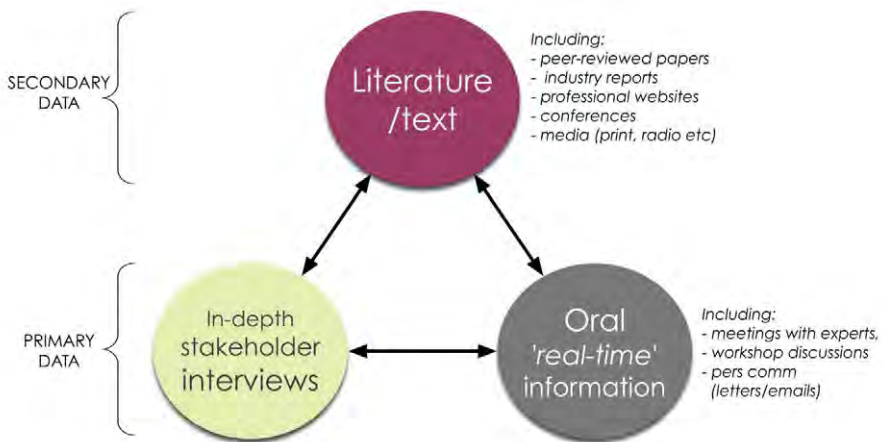 SECONDARY
DATA
Literature
/text
Including:
- peer-reviewed papers
- industry reports
- professional websites
- conferences
- media (print, radio etc)
PRIMARY
DATA
In-depth
stakeholder
interviews
Oral
'real-time'
information
Including:
- meetings with experts,
- workshop discussions
- pers comm
(letters/emails)